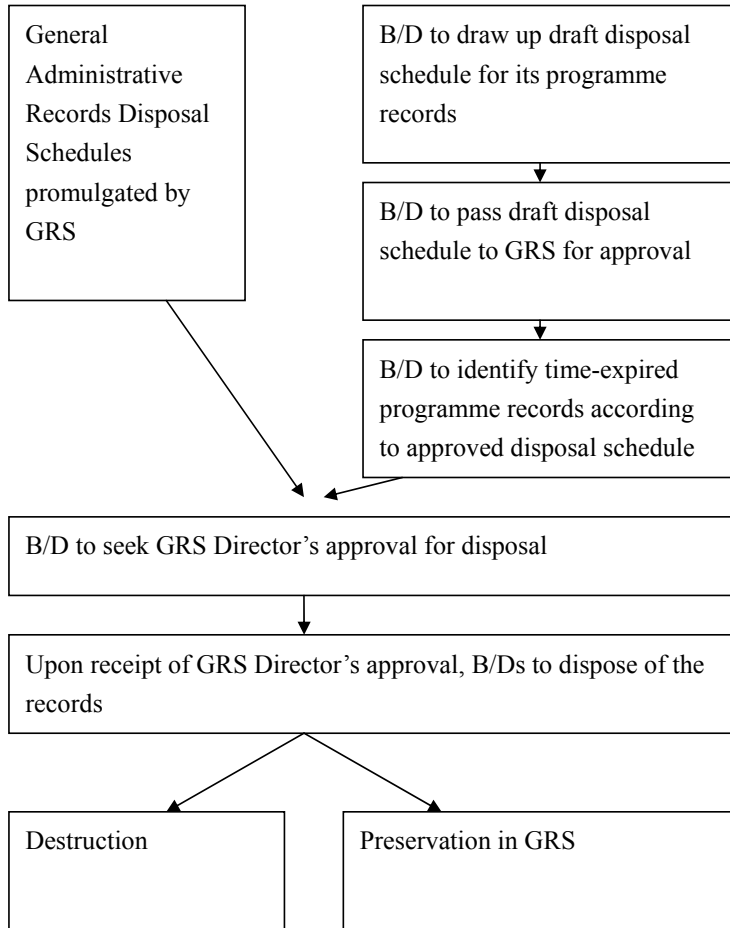 General
Administrative
Records Disposal
Schedules
promulgated by
GRS
B/D to draw up draft disposal
schedule for its programme
records
B/D to pass draft disposal
schedule to GRS for approval
B/D to identify time-expired
programme records according
to approved disposal schedule
B/D to seek GRS Director’s approval for disposal
Upon receipt of GRS Director’s approval, B/Ds to dispose of the
records
Destruction
Preservation in GRS